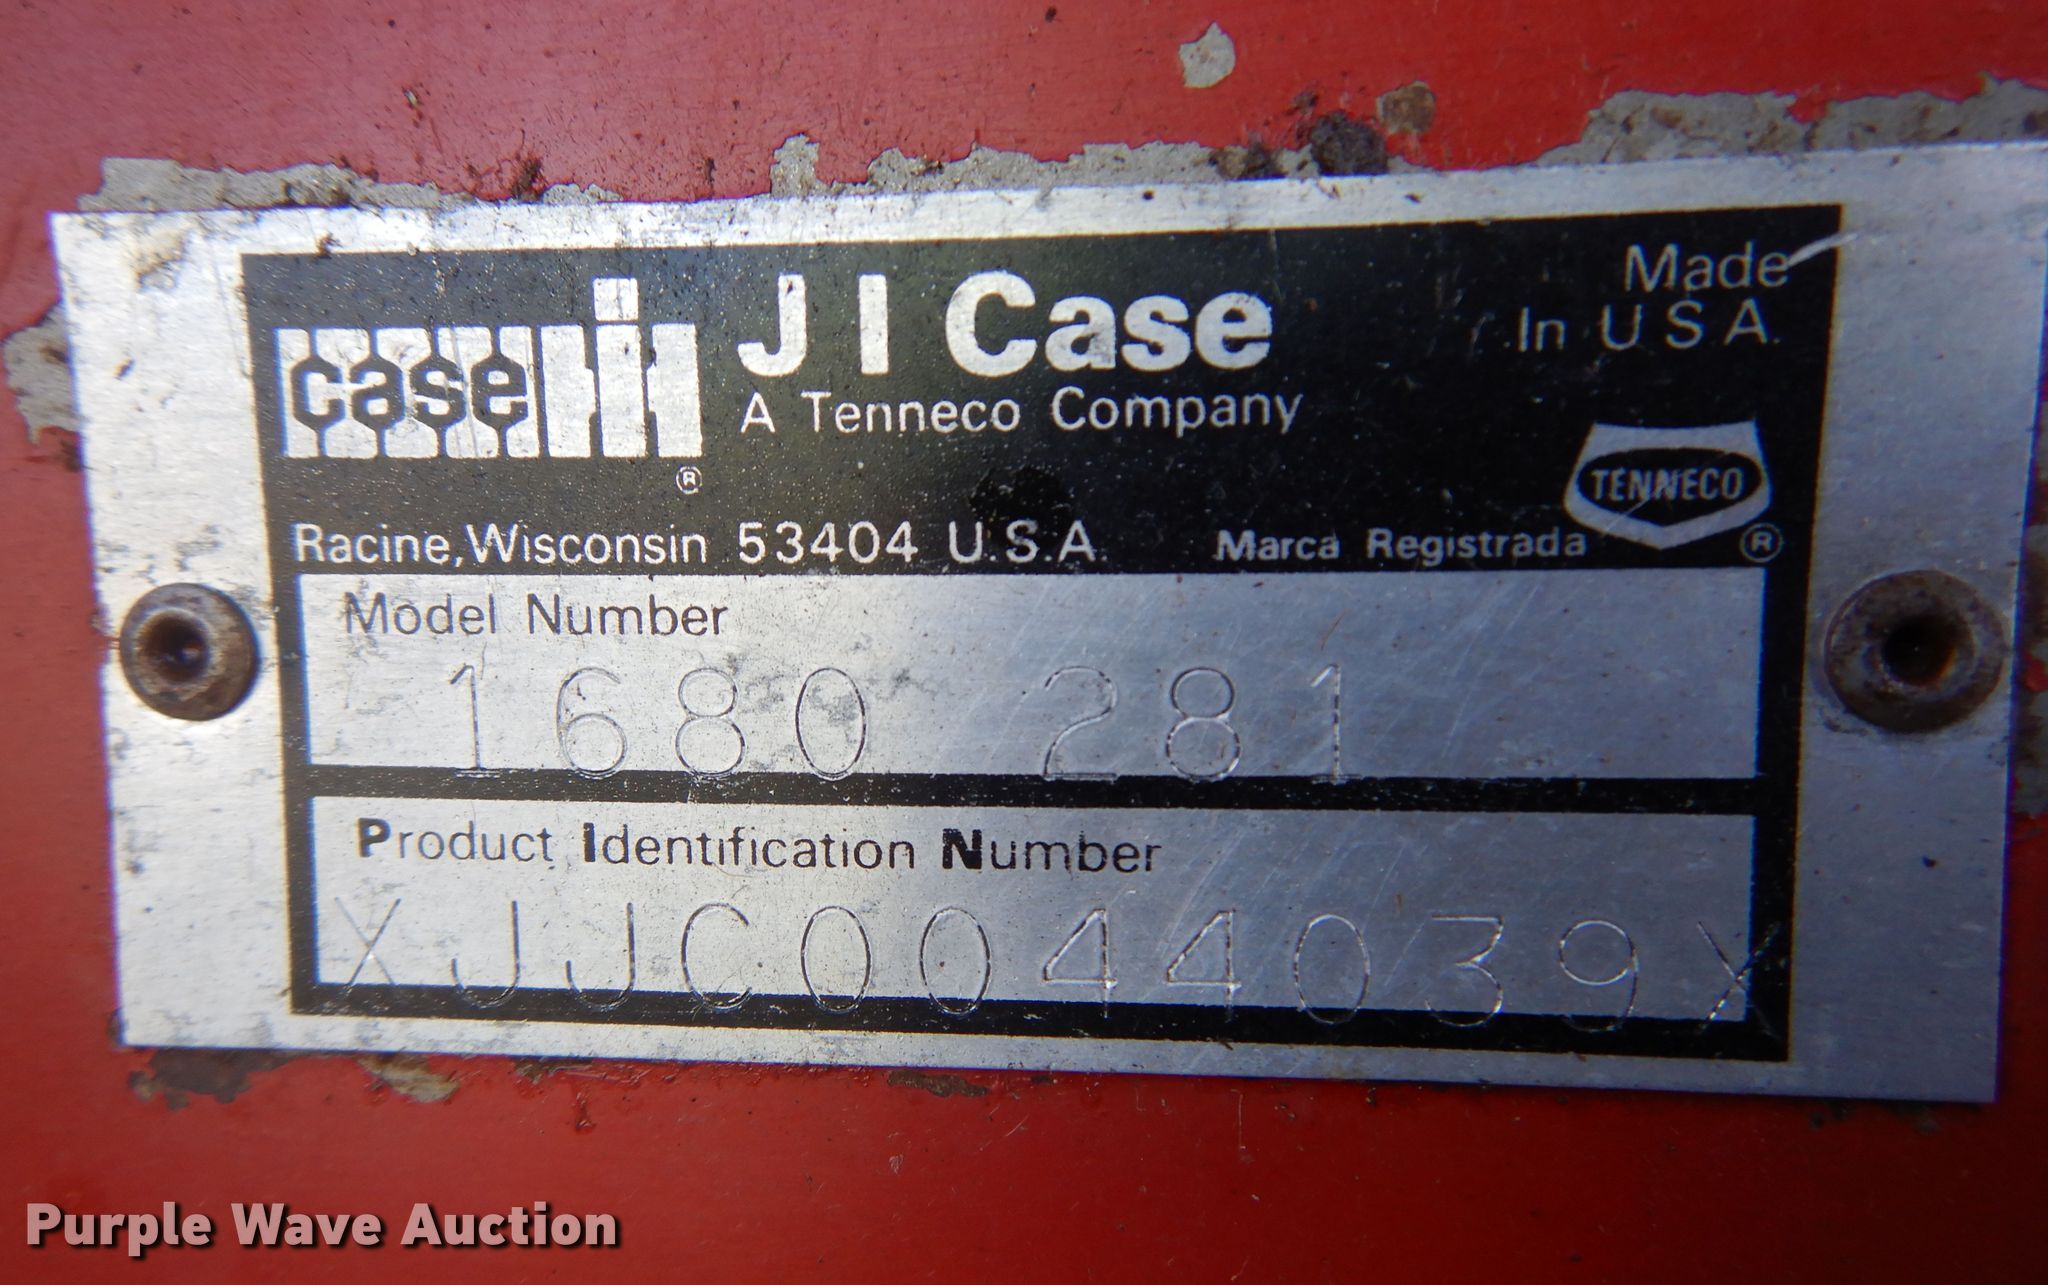 case IH ® J I Case
A Tenneco Company
Made
In U.S.A.
TENNECO
Racine, Wisconsin 53404 U.S.A. Marca Registrada ®
Model Number
1680 281
Product Identification Number
XJJC0044039X
Purple Wave Auction